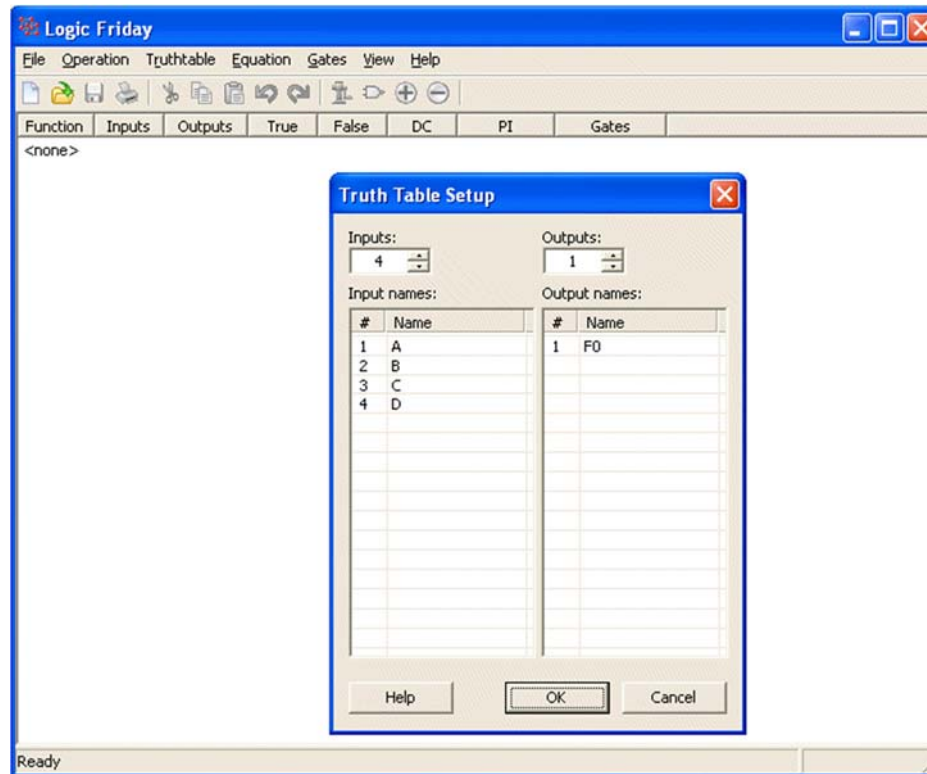 Logic Friday
File Operation Truthtable Equation Gates View Help
Function Inputs Outputs True False DC PI Gates
<none>
Truth Table Setup
Inputs: Outputs:
4 1
Input names: Output names:
# Name # Name
1 A 1 F0
2 B
3 C
4 D
Help OK Cancel
Ready